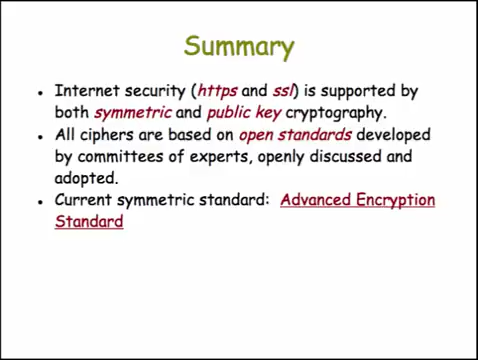 Summary
• Internet security (https and ssl) is supported by
both symmetric and public key cryptography.
• All ciphers are based on open standards developed
by committees of experts, openly discussed and
adopted.
• Current symmetric standard: Advanced Encryption
Standard